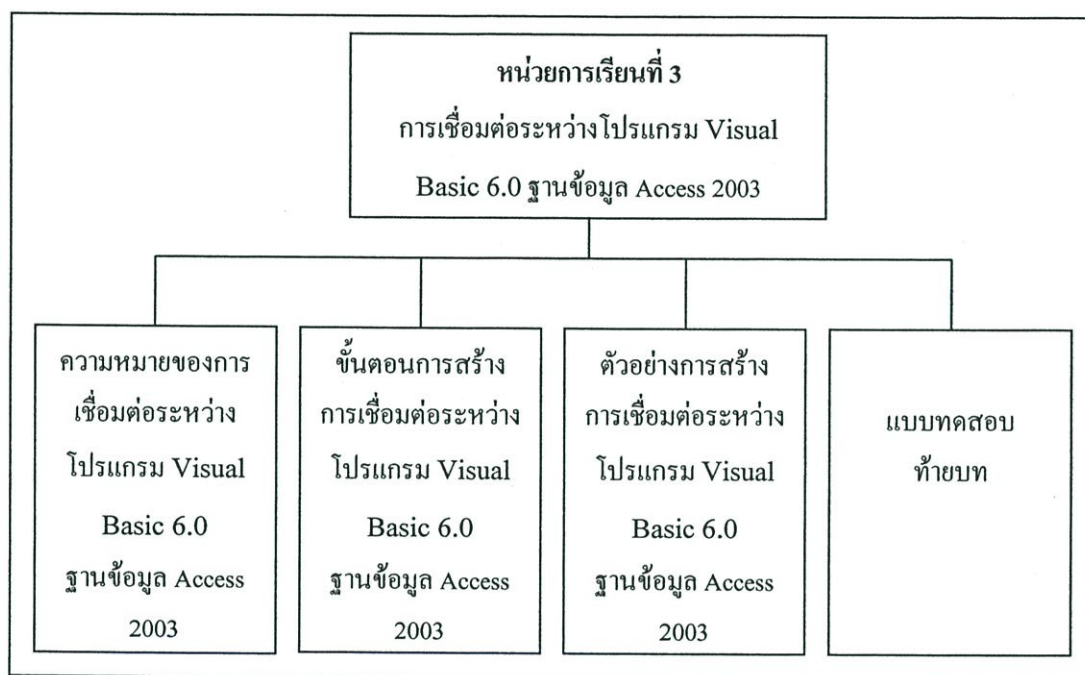 หน่วยการเรียนที่ 3
การเชื่อมต่อระหว่างโปรแกรม Visual
Basic 6.0 ฐานข้อมูล Access 2003
ความหมายของการ
เชื่อมต่อระหว่าง
โปรแกรม Visual
Basic 6.0
ฐานข้อมูล Access
2003
ขั้นตอนการสร้าง
การเชื่อมต่อระหว่าง
โปรแกรม Visual
Basic 6.0
ฐานข้อมูล Access
2003
ตัวอย่างการสร้าง
การเชื่อมต่อระหว่าง
โปรแกรม Visual
Basic 6.0
ฐานข้อมูล Access
2003
แบบทดสอบ
ท้ายบท